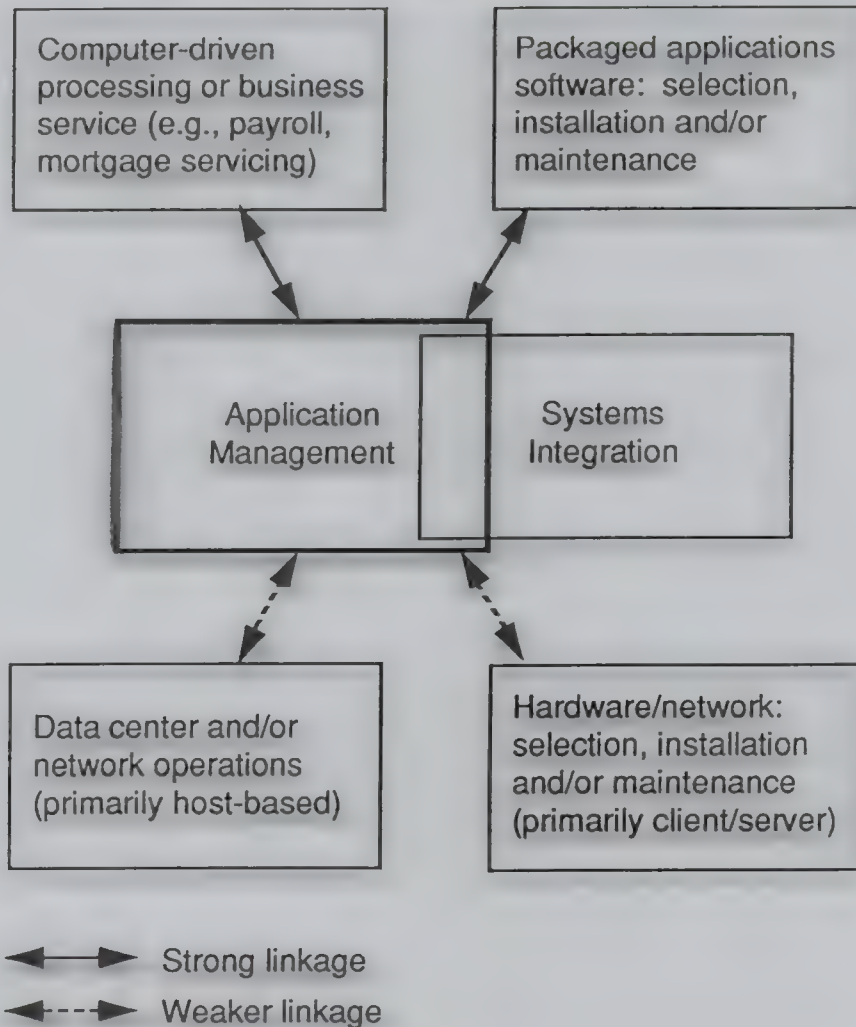 Computer-driven
processing or business
service (e.g., payroll,
mortgage servicing)
Packaged applications
software: selection,
installation and/or
maintenance
Application
Management
Systems
Integration
Data center and/or
network operations
(primarily host-based)
Hardware/network:
selection, installation
and/or maintenance
(primarily client/server)
Strong linkage
Weaker linkage